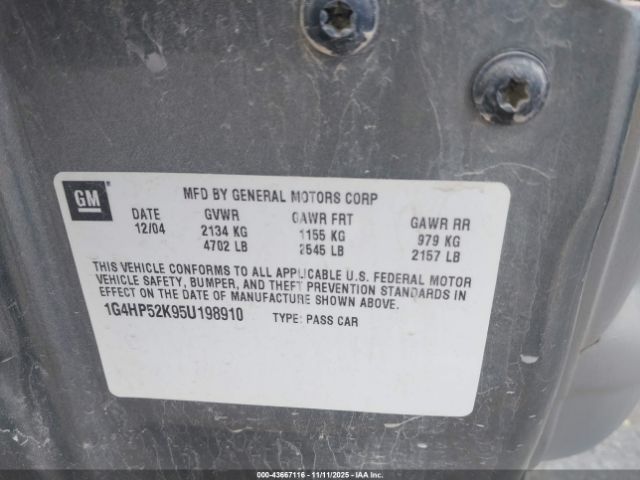 GM
MFD BY GENERAL MOTORS CORP
DATE GVWR GAWR FRT GAWR RR
12/04 2134 KG 1155 KG 979 KG
4702 LB 2545 LB 2157 LB
THIS VEHICLE CONFORMS TO ALL APPLICABLE U.S. FEDERAL MOTOR
VEHICLE SAFETY, BUMPER, AND THEFT PREVENTION STANDARDS IN
EFFECT ON THE DATE OF MANUFACTURE SHOWN ABOVE.
1G4HP52K95U198910 TYPE: PASS CAR
000-43667116 - 11/11/2025 - IAAI.COM